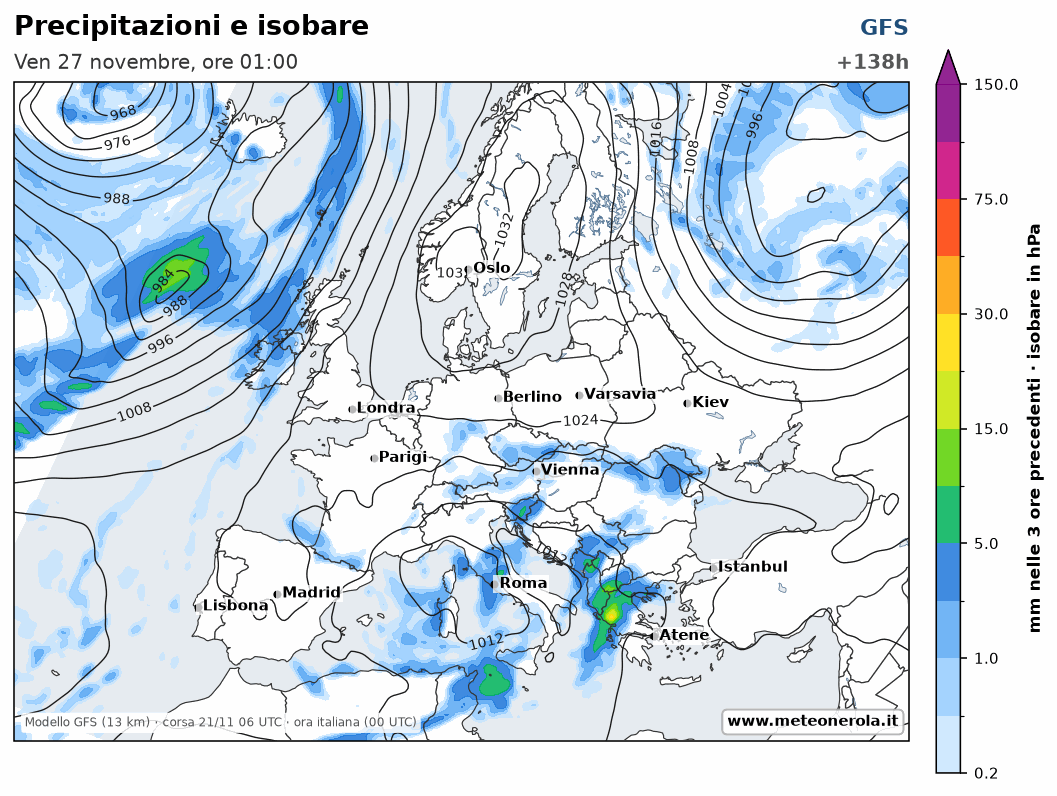 Precipitazioni e isobare
GFS
Ven 27 novembre, ore 01:00
+138h
968
976
988
984
988
996
1008
1032
1028
1016
1008
1004
996
1024
1012
1012
Oslo
Londra
Berlino
Varsavia
Kiev
Parigi
Vienna
Roma
Istanbul
Madrid
Lisbona
Atene
Modello GFS (13 km) · corsa 21/11 06 UTC · ora italiana (00 UTC)
www.meteonerola.it
150.0
75.0
30.0
15.0
5.0
1.0
0.2
mm nelle 3 ore precedenti · isobare in hPa